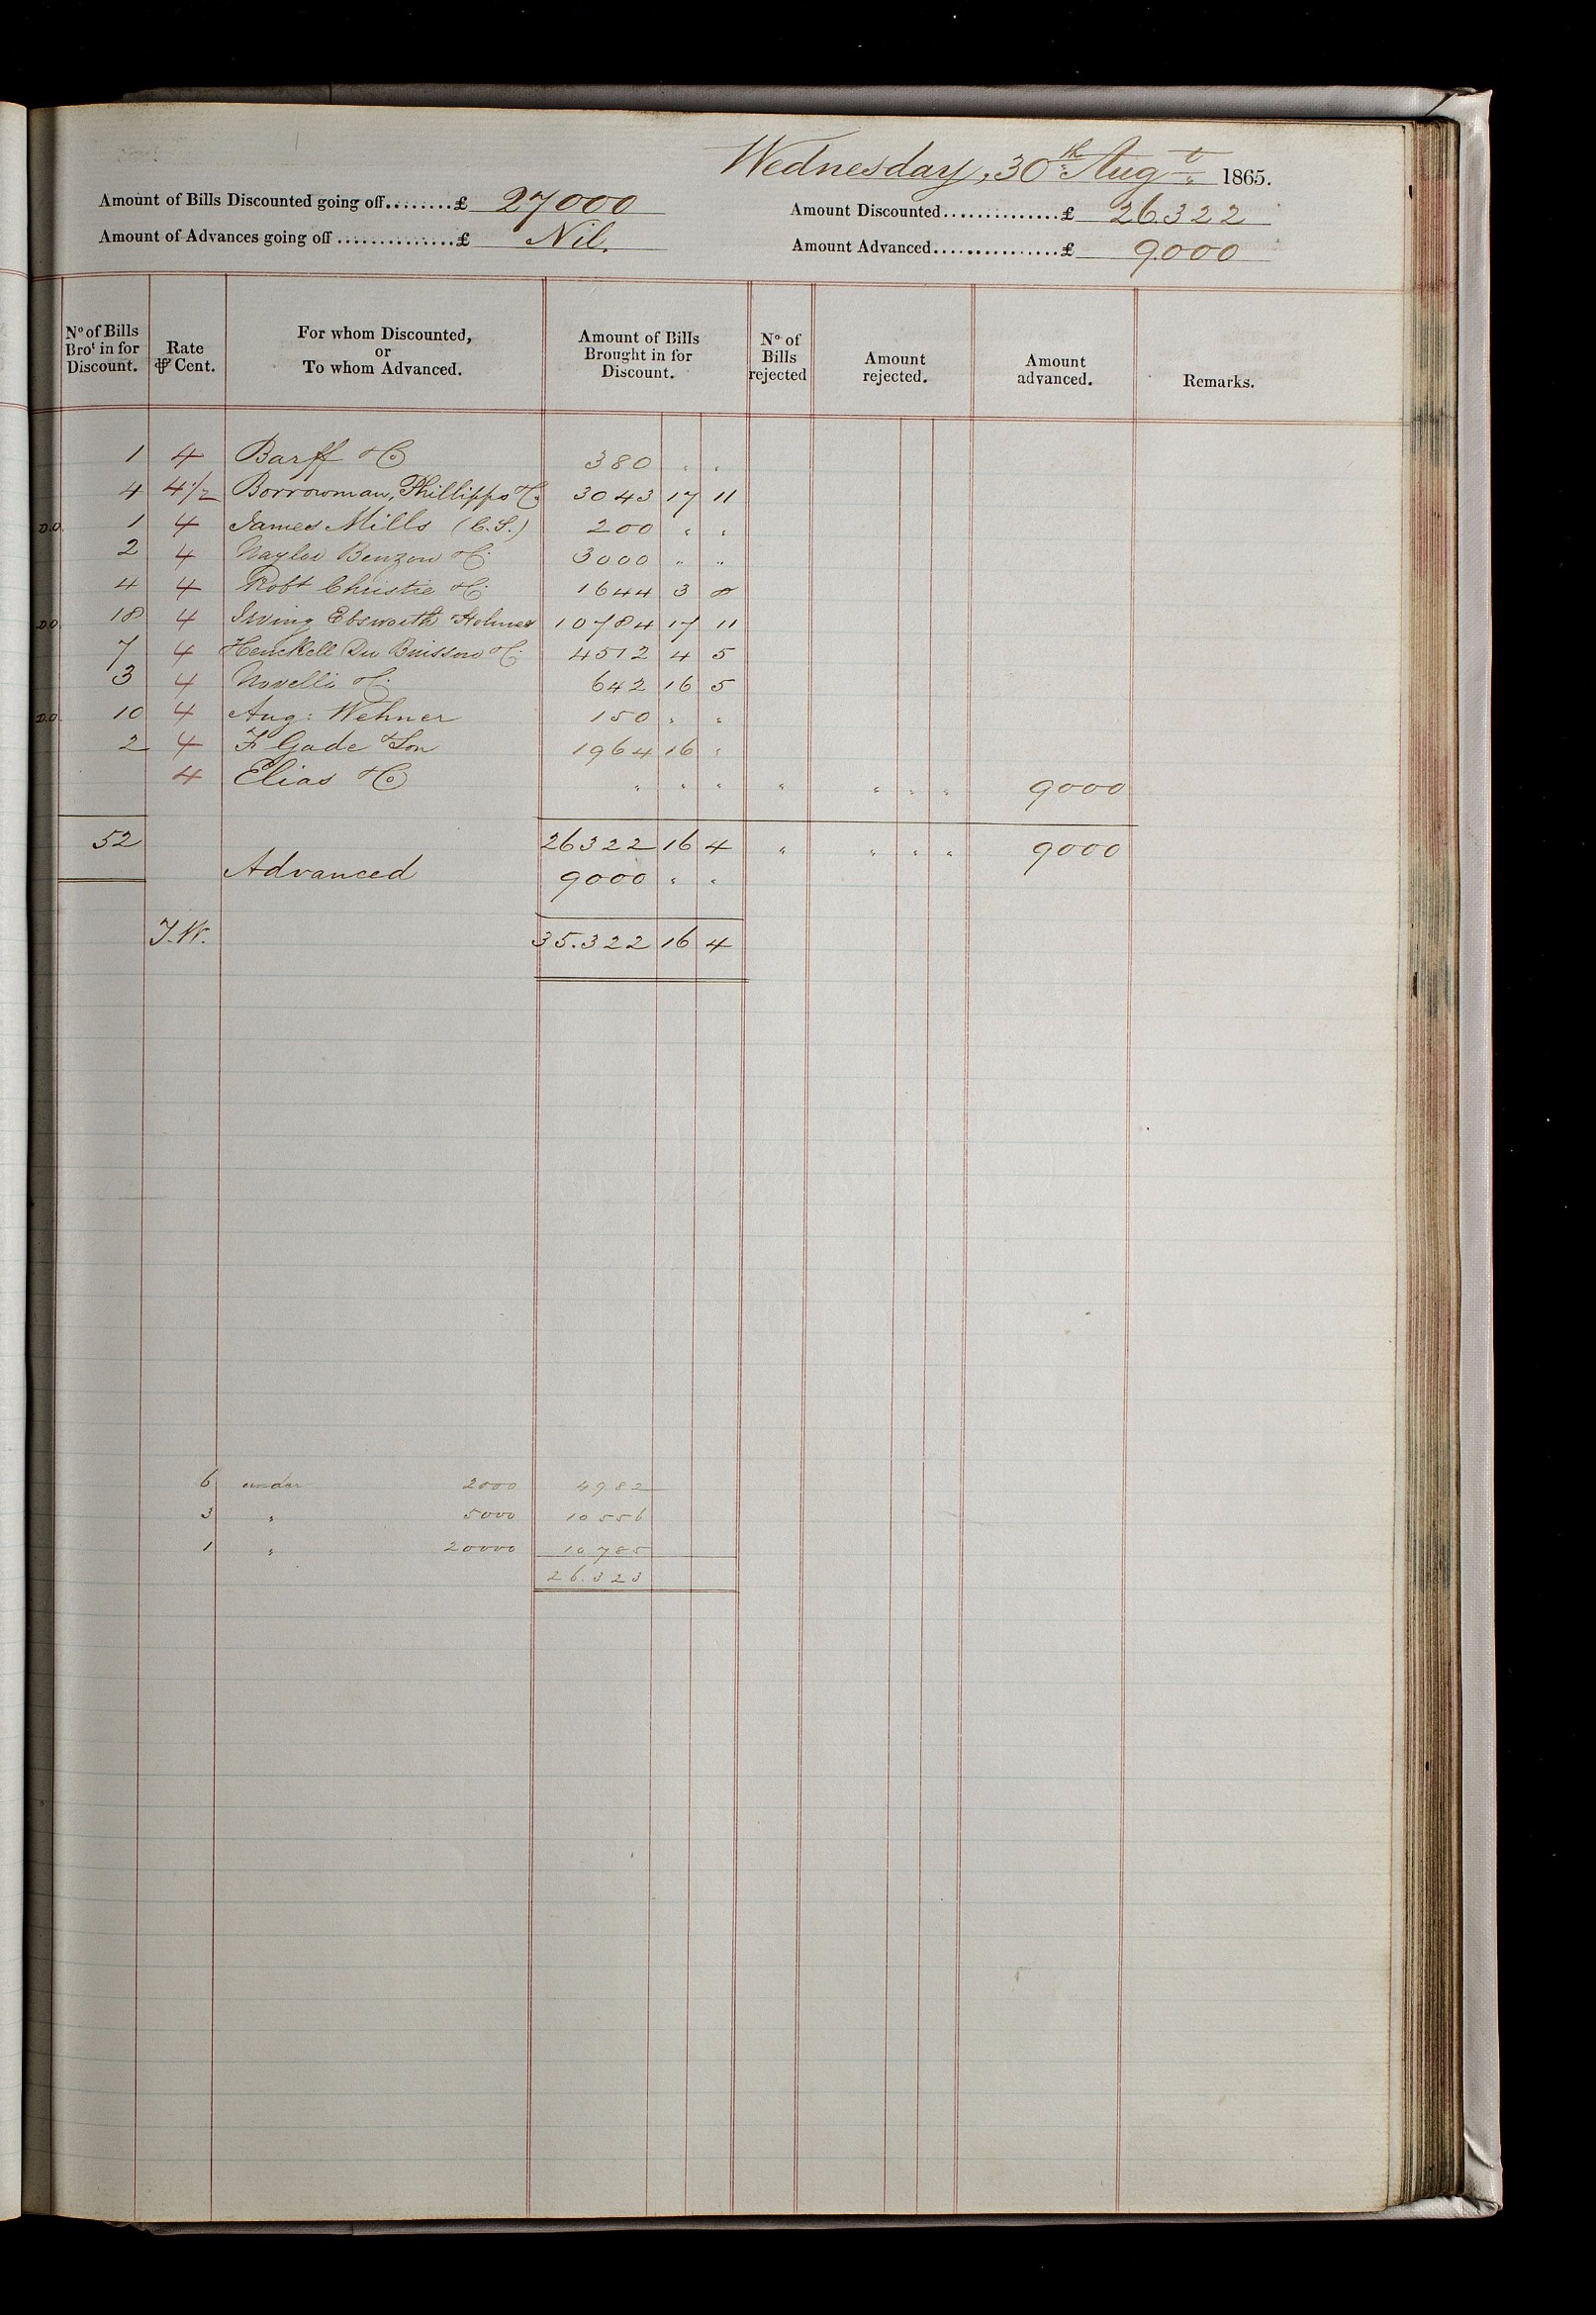 Wednesday, 30th Augt 1865.
Amount of Bills Discounted going off........£ 27000
Amount Discounted..............£ 26322
Amount of Advances going off..............£ Nil.
Amount Advanced...............£ 9000
No of Bills Brot in for Discount. Rate ₱ Cent. For whom Discounted, or To whom Advanced. Amount of Bills Brought in for Discount. No of Bills rejected Amount rejected. Amount advanced. Remarks.
1 4 Barff & Co 380 " "
4 4 1/2 Borrowman, Phillipps & Co 3043 17 11
D.O. 1 4 James Mills (C.S.) 200 " "
2 4 Naylor Benzon & Co 3000 " "
4 4 Robt Christie & Co 1644 3 8
D.O. 18 4 Irving Ebsworth & Holmes 10784 17 11
7 4 Henckell Du Buisson & Co 4512 4 5
3 4 Novelli & Co 642 16 5
D.O. 10 4 Aug: Wehner 150 " "
2 4 F Gade & Son 1964 16 "
4 Elias & Co " " " " " " " 9000
52 26322 16 4 " " " " 9000
Advanced 9000 " "
J.W. 35.322 16 4
6 under 2000 4982
3 " 5000 10556
1 " 20000 10785
26.323